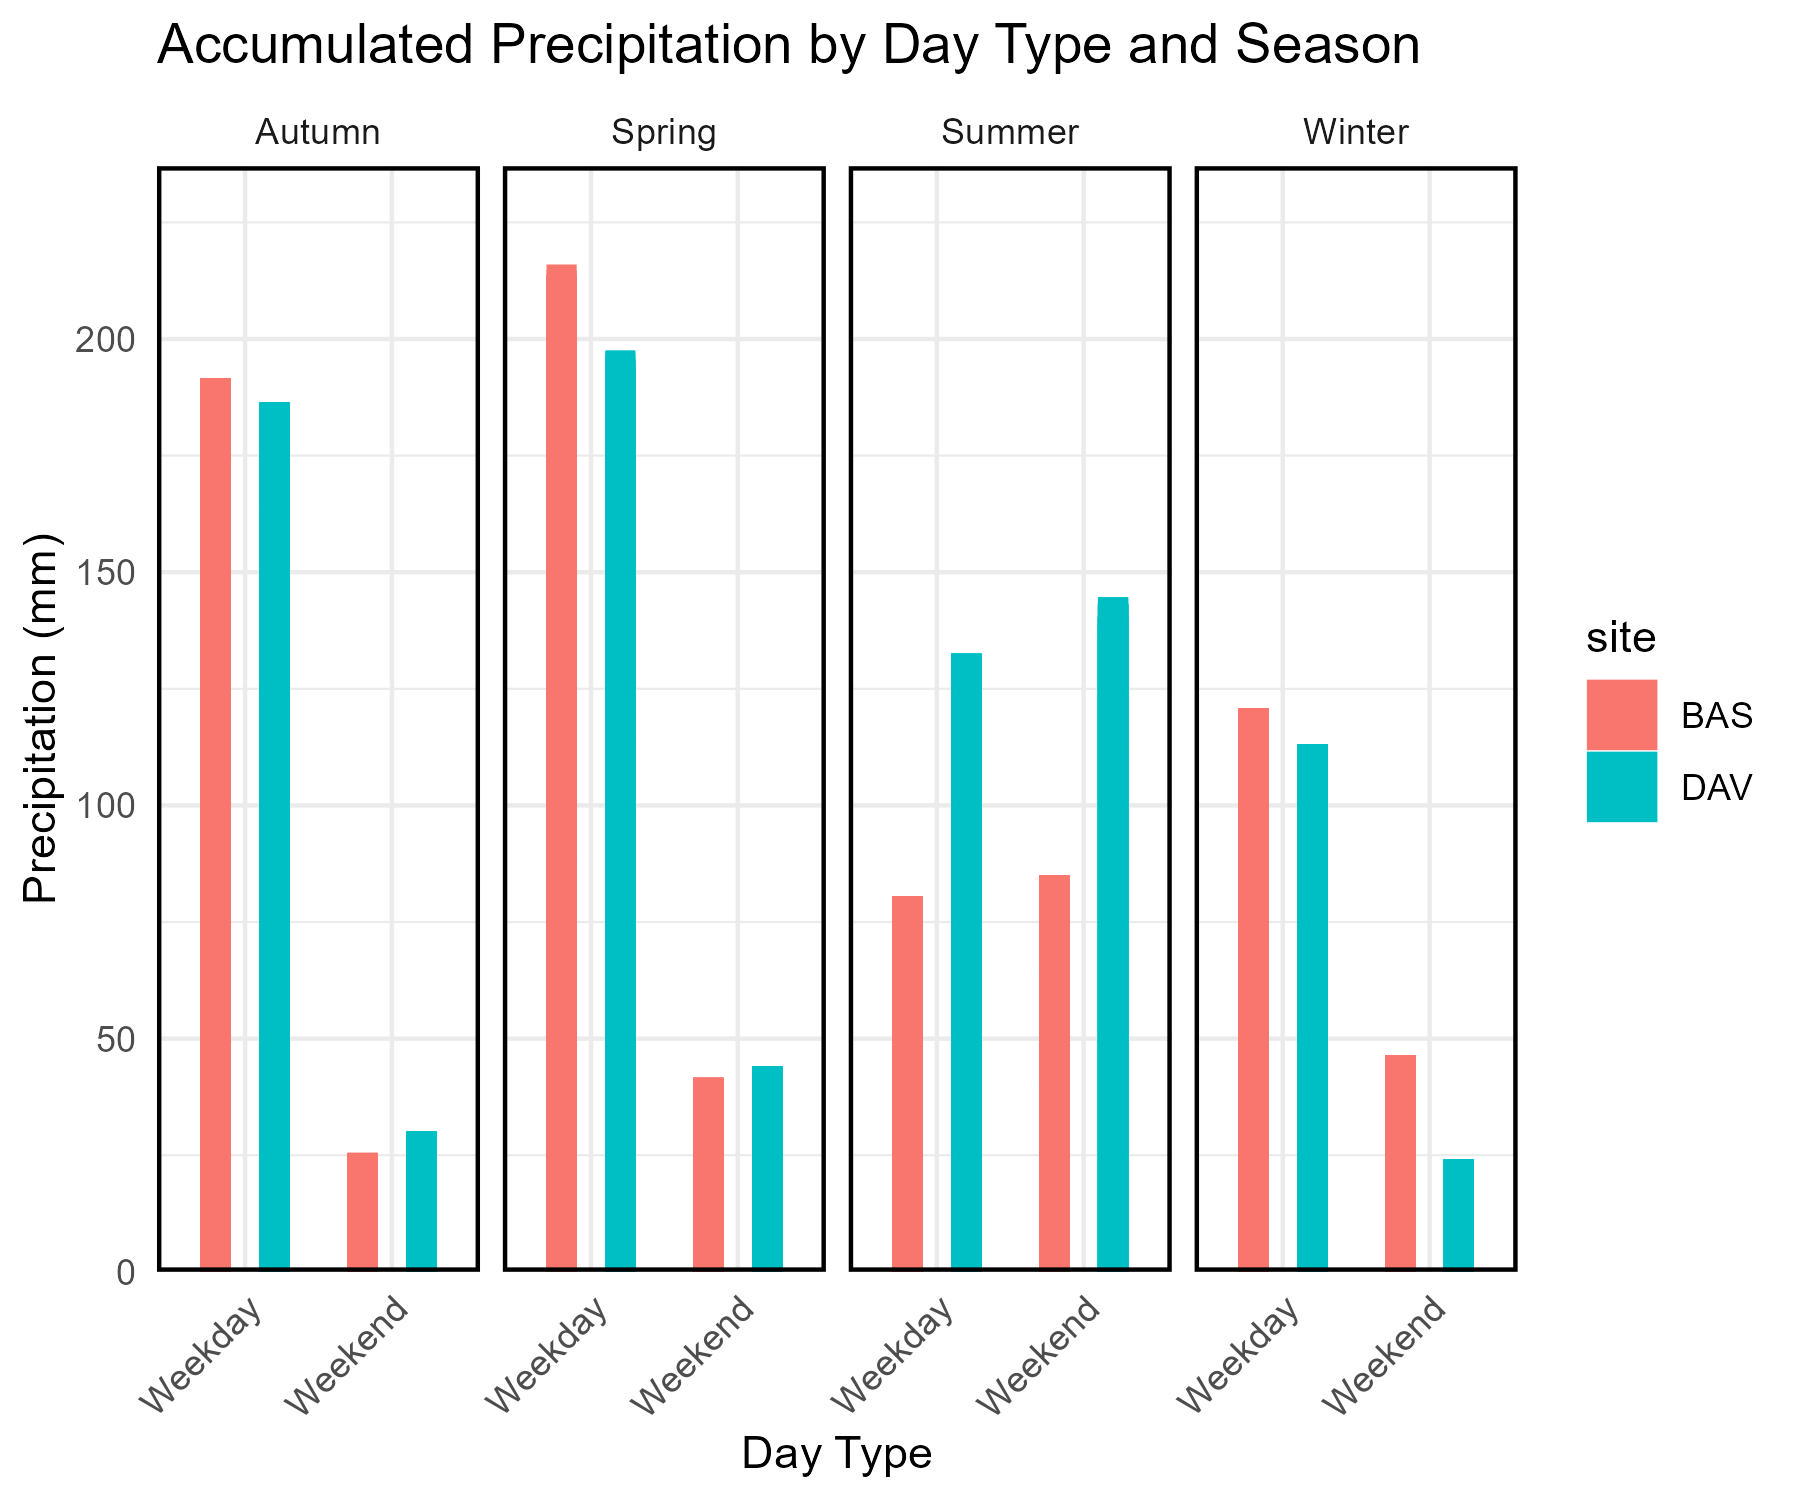 Accumulated Precipitation by Day Type and Season
Autumn Spring Summer Winter
200
150
100
50
0
Precipitation (mm)
Weekday Weekend Weekday Weekend Weekday Weekend Weekday Weekend
Day Type
site
BAS
DAV